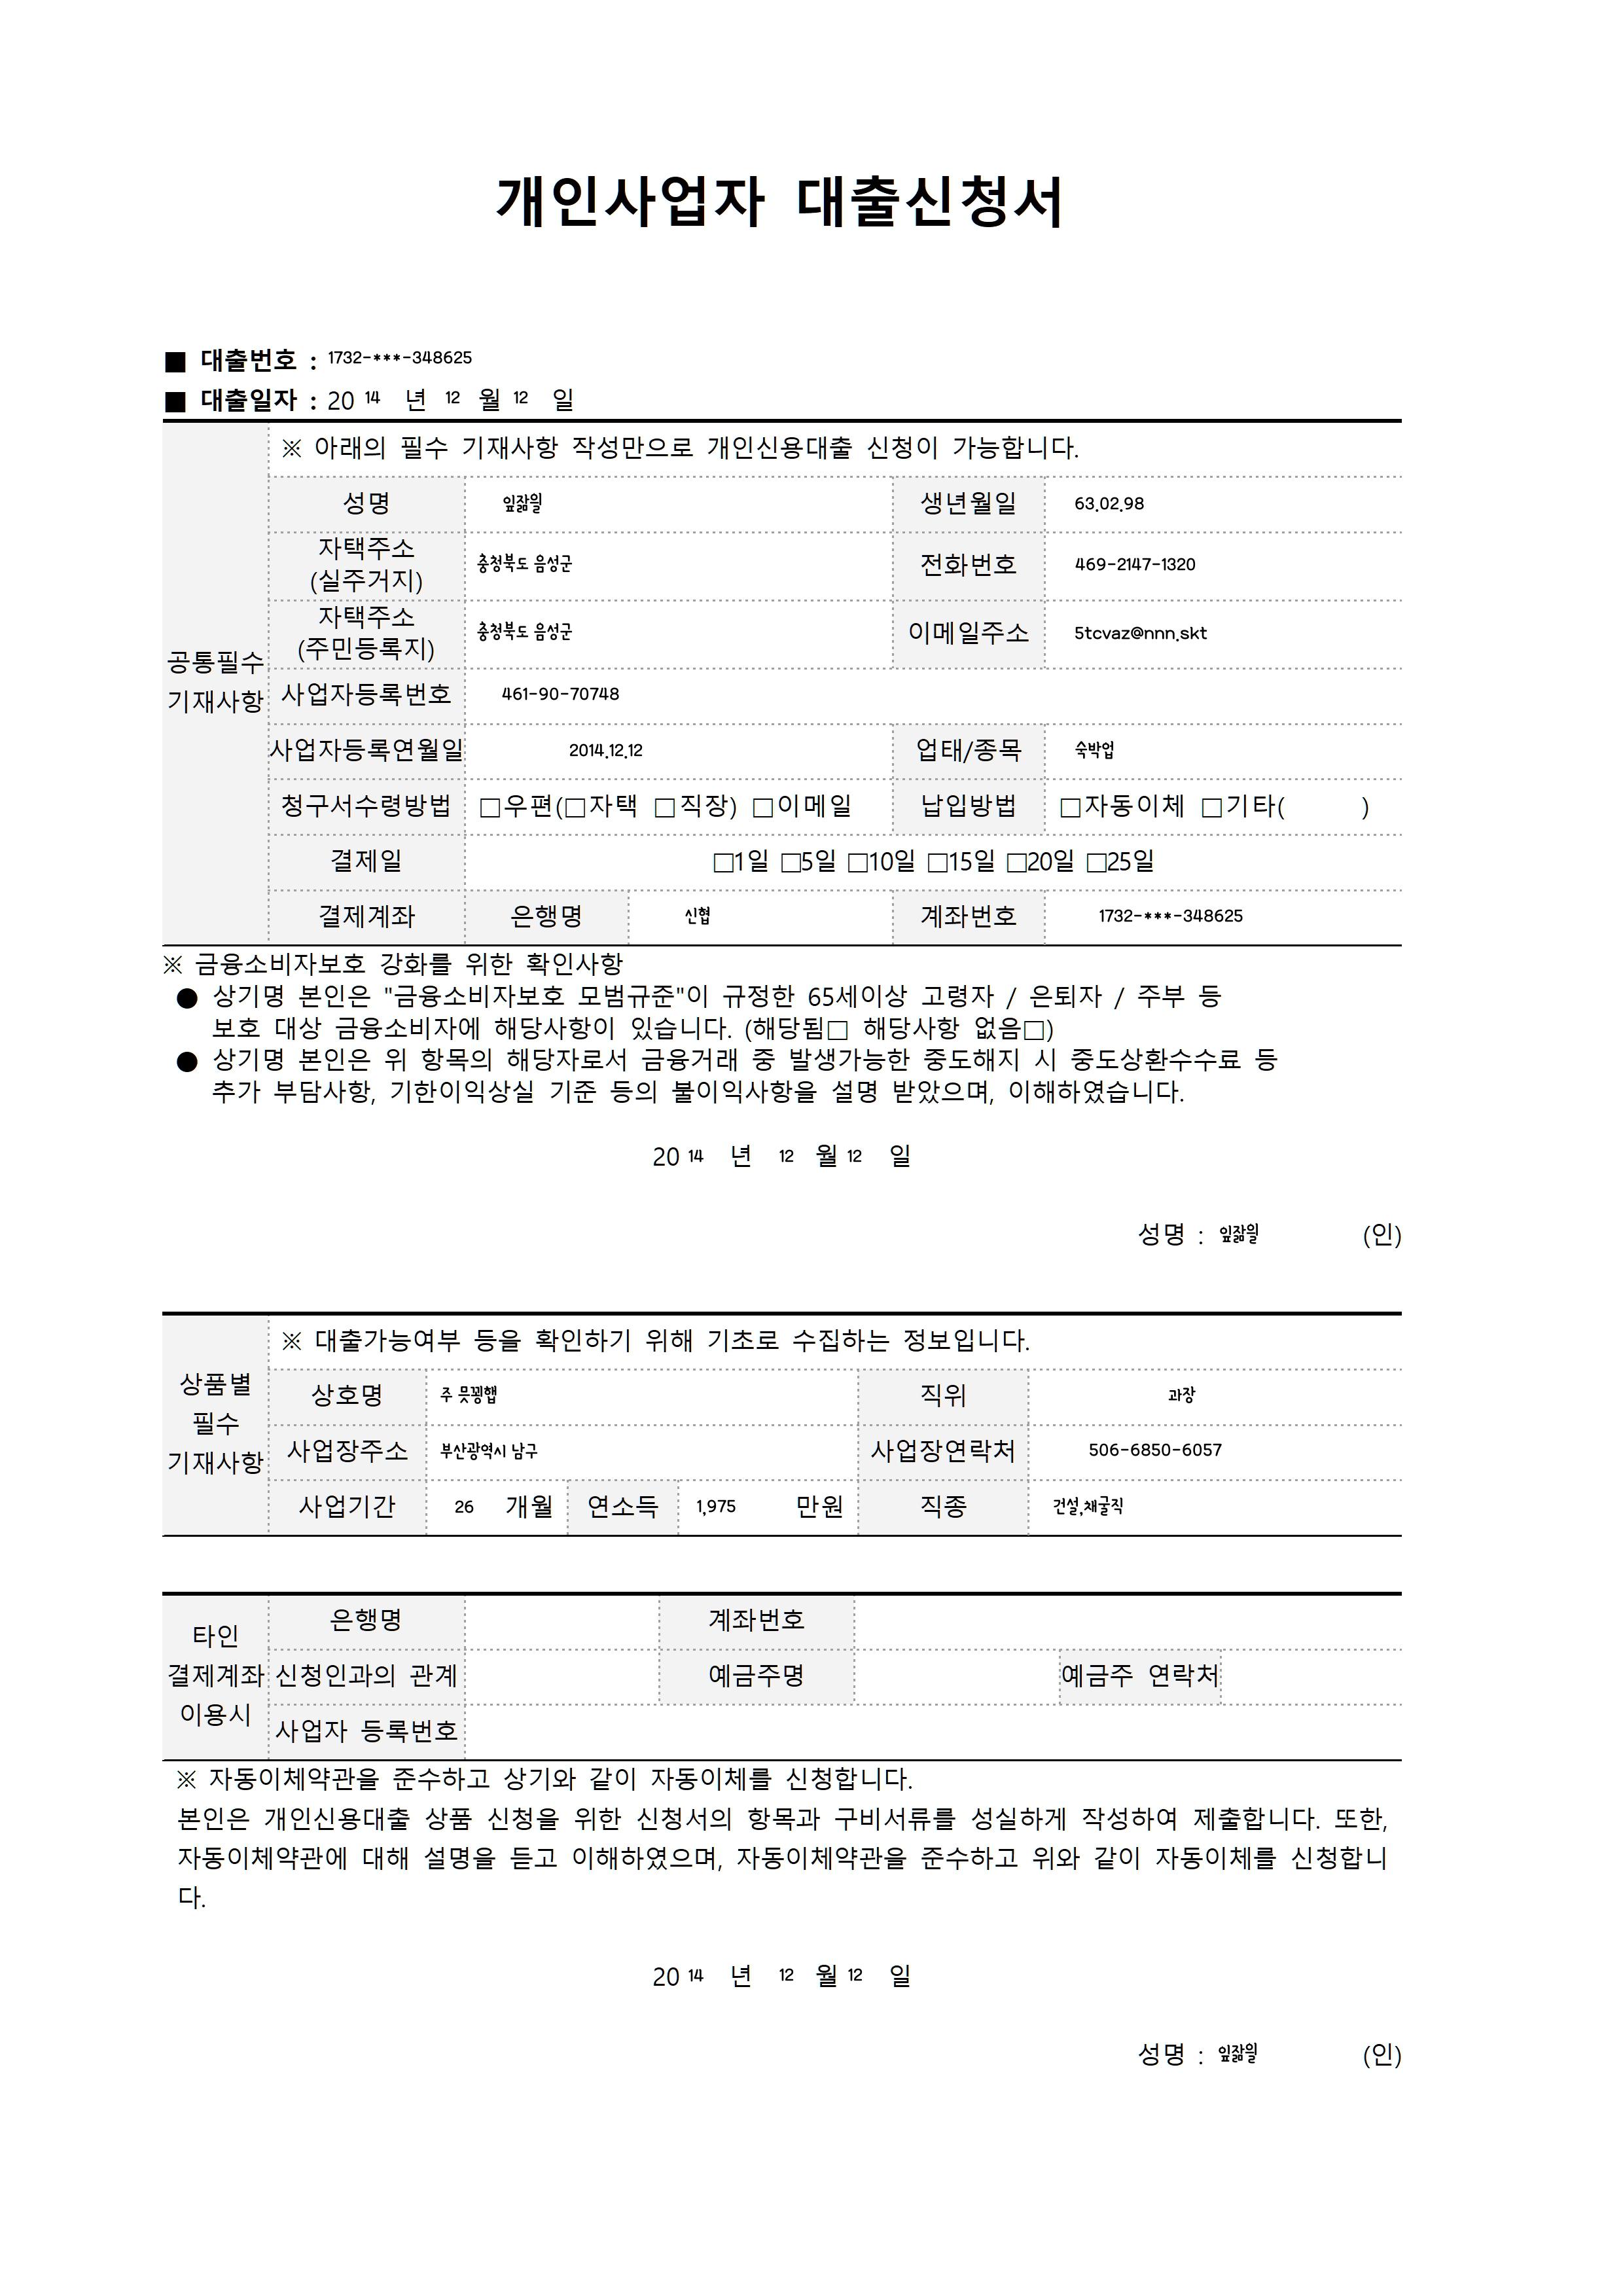 개인사업자 대출신청서
■ 대출번호 : 1732-***-348625
■ 대출일자 : 20 14 년 12 월 12 일
※ 아래의 필수 기재사항 작성만으로 개인신용대출 신청이 가능합니다.
공통필수
기재사항
성명 잎잚읠 생년월일 63.02.98
자택주소
(실주거지) 충청북도 음성군 전화번호 469-2147-1320
자택주소
(주민등록지) 충청북도 음성군 이메일주소 5tcvaz@nnn.skt
사업자등록번호 461-90-70748
사업자등록연월일 2014.12.12 업태/종목 숙박업
청구서수령방법 □우편(□자택 □직장) □이메일 납입방법 □자동이체 □기타( )
결제일 □1일 □5일 □10일 □15일 □20일 □25일
결제계좌 은행명 신협 계좌번호 1732-***-348625
※ 금융소비자보호 강화를 위한 확인사항
● 상기명 본인은 "금융소비자보호 모범규준"이 규정한 65세이상 고령자 / 은퇴자 / 주부 등
보호 대상 금융소비자에 해당사항이 있습니다. (해당됨□ 해당사항 없음□)
● 상기명 본인은 위 항목의 해당자로서 금융거래 중 발생가능한 중도해지 시 중도상환수수료 등
추가 부담사항, 기한이익상실 기준 등의 불이익사항을 설명 받았으며, 이해하였습니다.
20 14 년 12 월 12 일
성명 : 잎잚읠 (인)
※ 대출가능여부 등을 확인하기 위해 기초로 수집하는 정보입니다.
상품별
필수
기재사항
상호명 주 직위 과장
사업장주소 부산광역시 남구 사업장연락처 506-6850-6057
사업기간 26 개월 연소득 1,975 만원 직종 건설,채굴직
타인
결제계좌
이용시
은행명 계좌번호
신청인과의 관계 예금주명 예금주 연락처
사업자 등록번호
※ 자동이체약관을 준수하고 상기와 같이 자동이체를 신청합니다.
본인은 개인신용대출 상품 신청을 위한 신청서의 항목과 구비서류를 성실하게 작성하여 제출합니다. 또한,
자동이체약관에 대해 설명을 듣고 이해하였으며, 자동이체약관을 준수하고 위와 같이 자동이체를 신청합니
다.
20 14 년 12 월 12 일
성명 : 잎잚읠 (인)